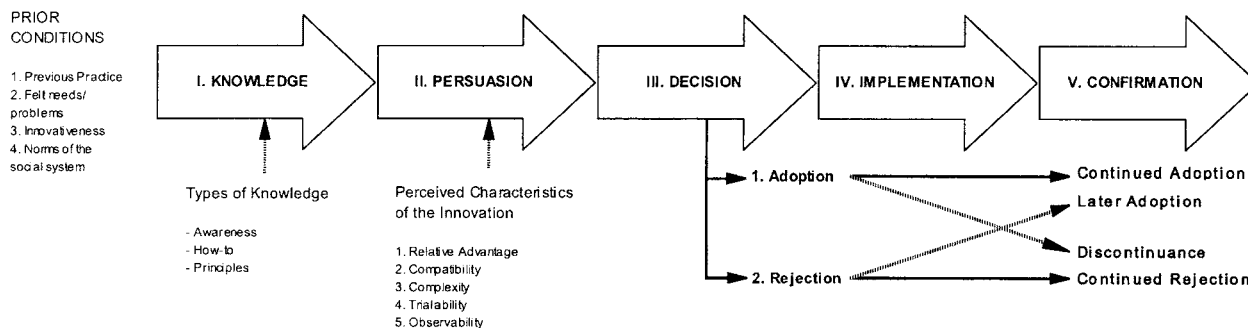 PRIOR
CONDITIONS
1. Previous Practice
2. Felt needs/
problems
3. Innovativeness
4. Norms of the
social system
I. KNOWLEDGE
II. PERSUASION
III. DECISION
IV. IMPLEMENTATION
V. CONFIRMATION
Types of Knowledge
- Awareness
- How-to
- Principles
Perceived Characteristics
of the Innovation
1. Relative Advantage
2. Compatibility
3. Complexity
4. Trialability
5. Observability
1. Adoption
2. Rejection
Continued Adoption
Later Adoption
Discontinuance
Continued Rejection